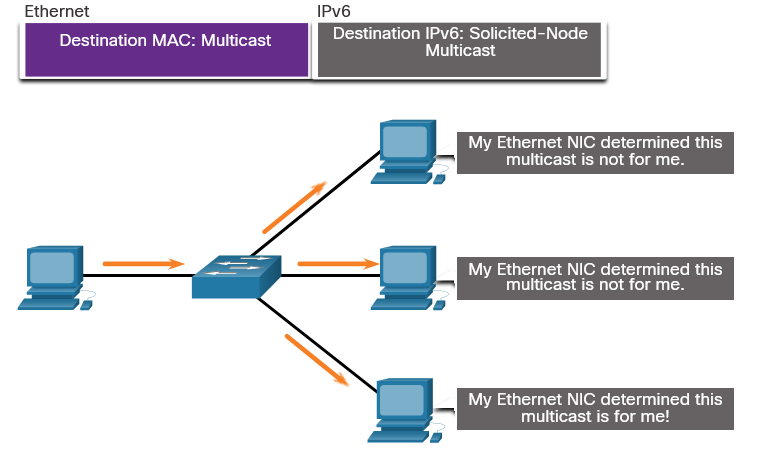 Ethernet
IPv6
Destination MAC: Multicast
Destination IPv6: Solicited-Node
Multicast
My Ethernet NIC determined this
multicast is not for me.
My Ethernet NIC determined this
multicast is not for me.
My Ethernet NIC determined this
multicast is for me!